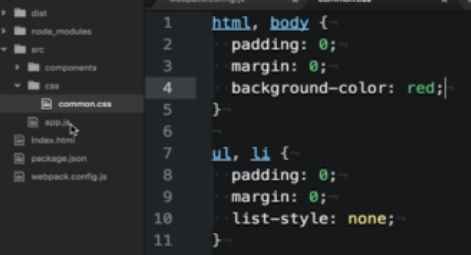 webpack.config.js
common.css
dist
node_modules
src
components
css
common.css
app.js
index.html
package.json
webpack.config.js
1 html, body {
2 padding: 0;
3 margin: 0;
4 background-color: red;
5 }
6
7 ul, li {
8 padding: 0;
9 margin: 0;
10 list-style: none;
11 }